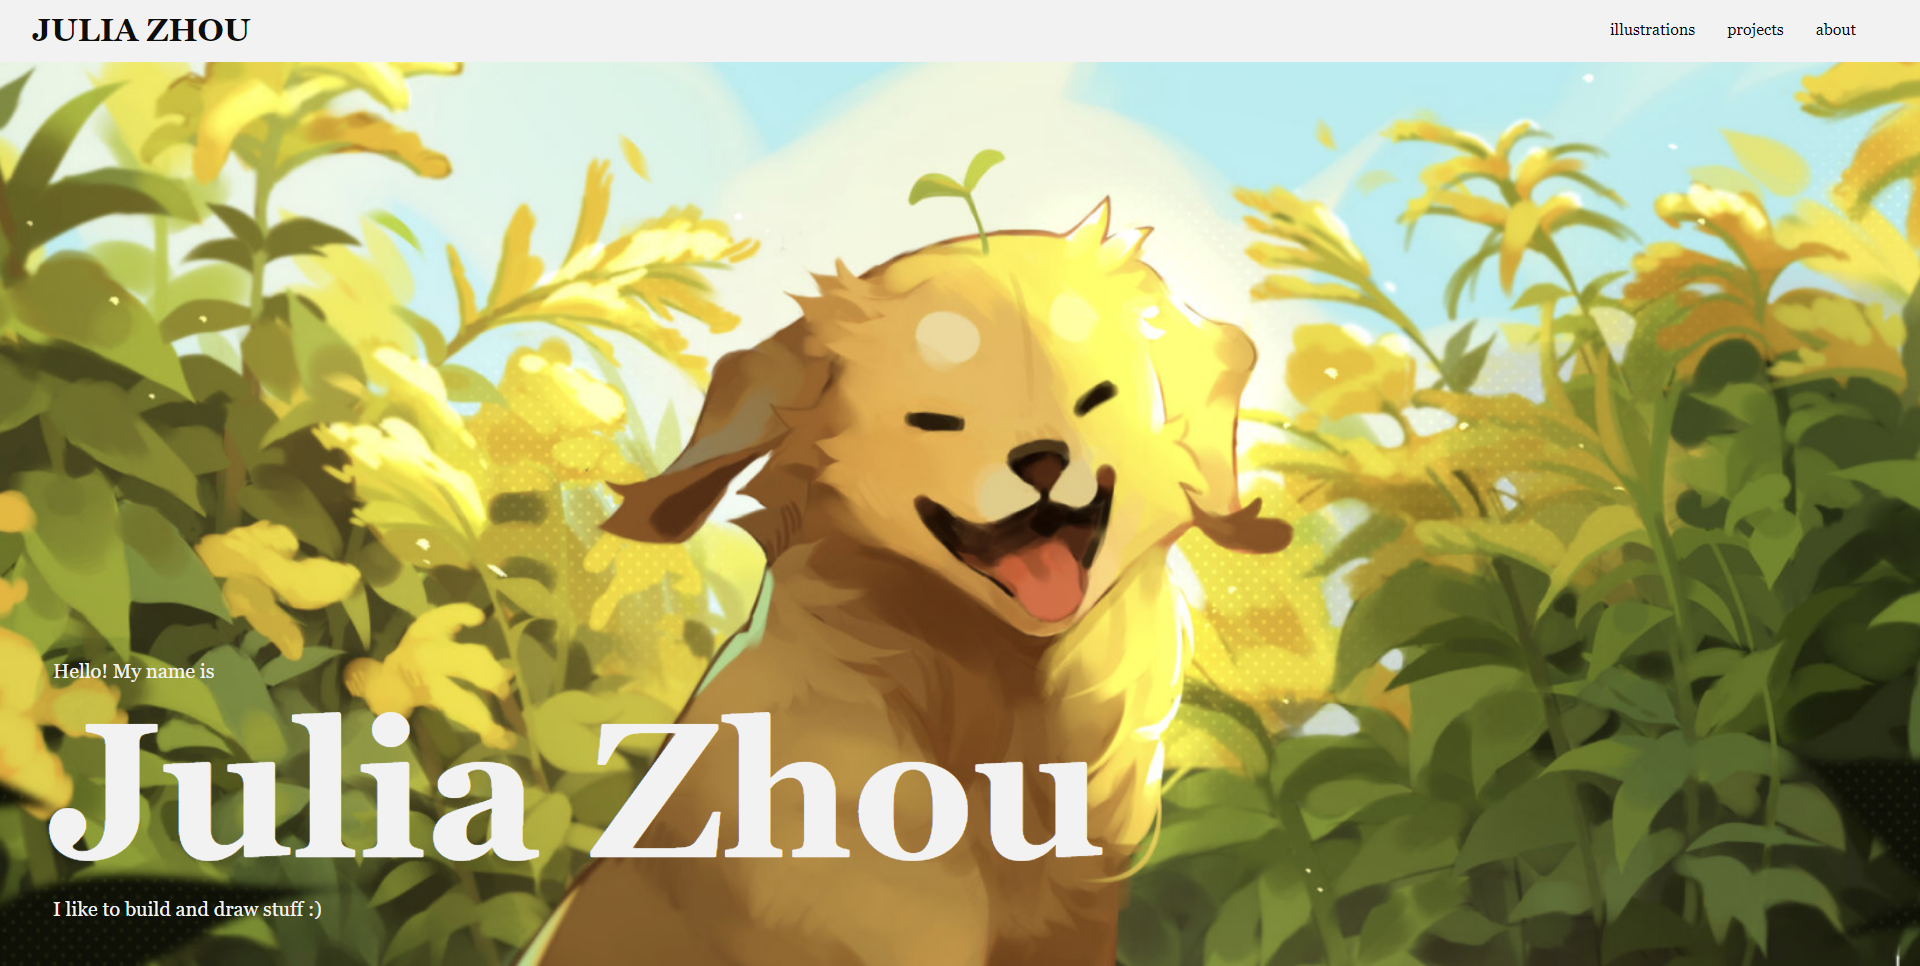 JULIA ZHOU
illustrations projects about
Hello! My name is
Julia Zhou
I like to build and draw stuff :)